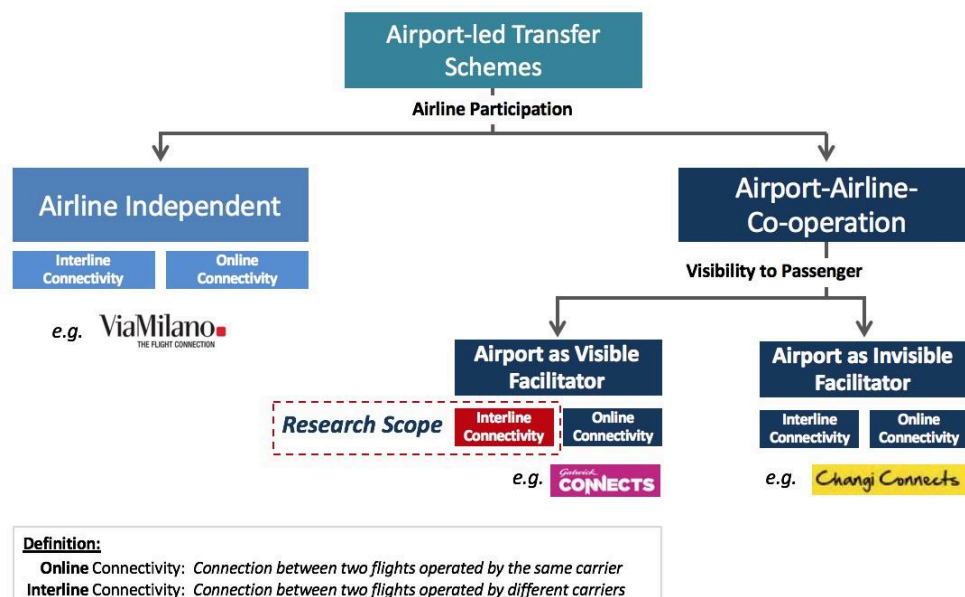 Airport-led Transfer
Schemes
Airline Participation
Airline Independent
Airport-Airline-
Co-operation
Interline
Connectivity
Online
Connectivity
Visibility to Passenger
e.g. ViaMilano
THE FLIGHT CONNECTION
Airport as Visible
Facilitator
Airport as Invisible
Facilitator
Research Scope
Interline
Connectivity
Online
Connectivity
Interline
Connectivity
Online
Connectivity
e.g. Gatwick
CONNECTS
e.g. Changi Connects
Definition:
Online Connectivity: Connection between two flights operated by the same carrier
Interline Connectivity: Connection between two flights operated by different carriers